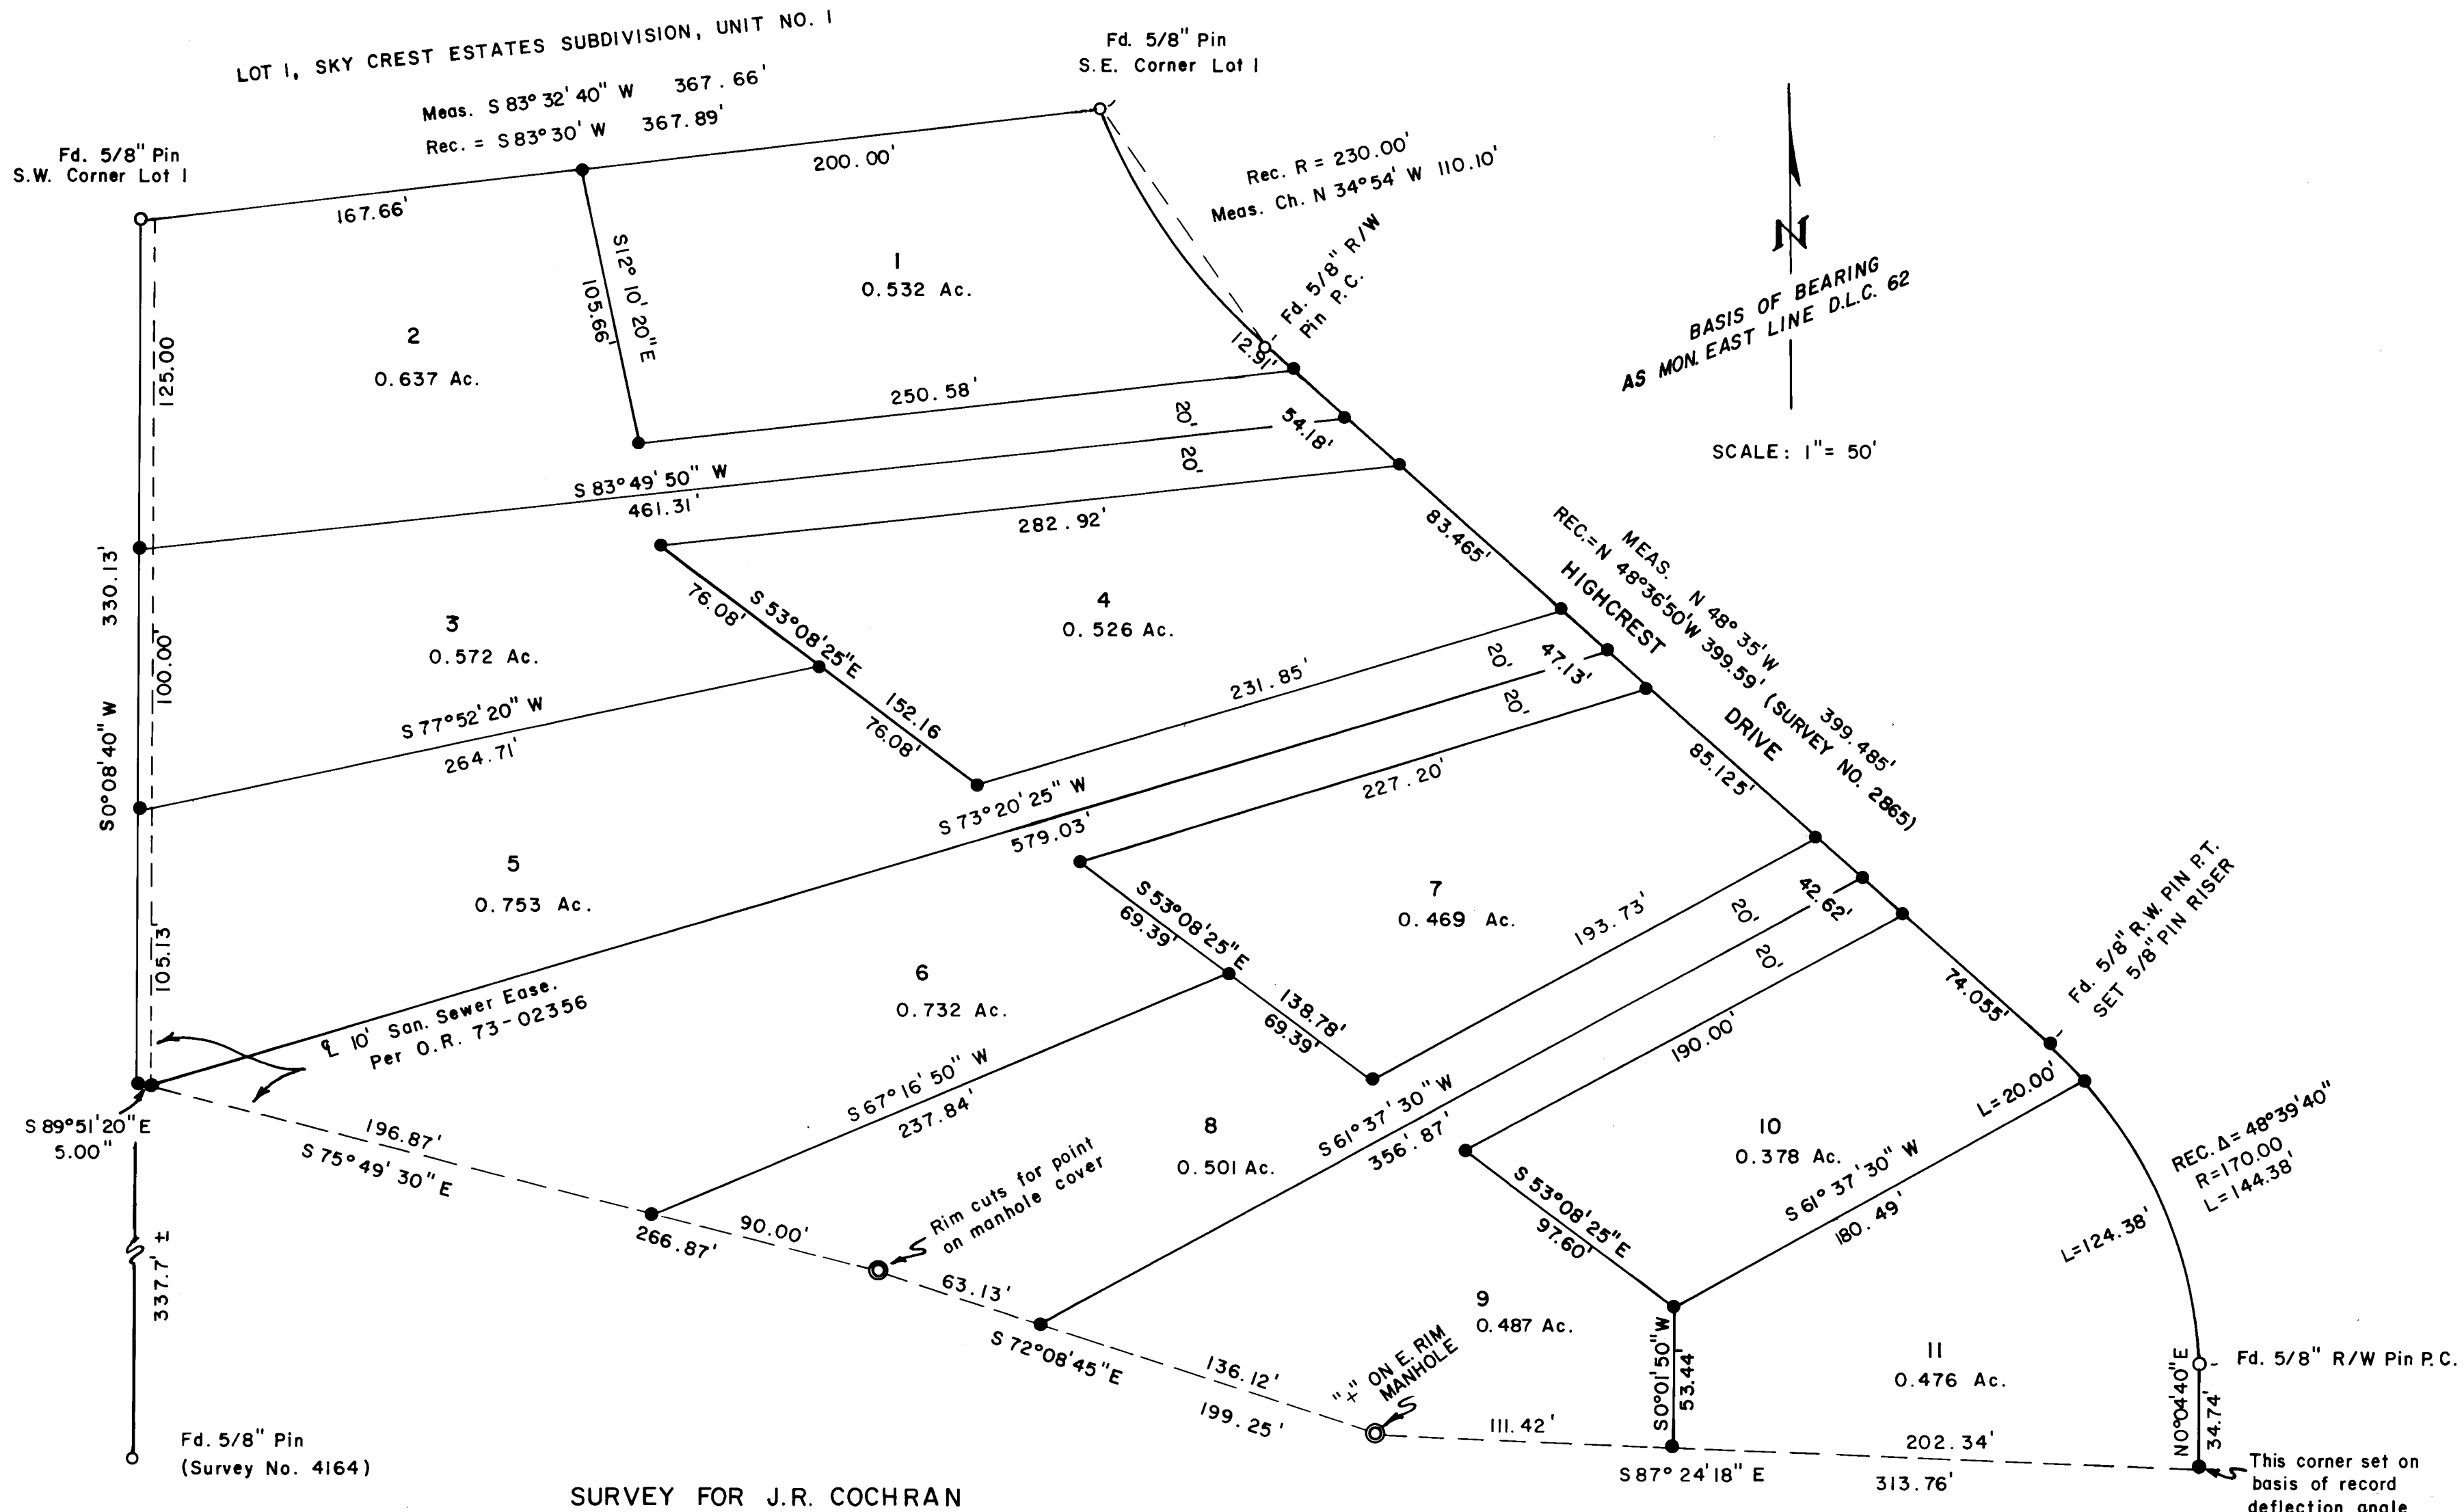 LOT 1, SKY CREST ESTATES SUBDIVISION, UNIT NO. 1
Meas. S 83° 32' 40" W 367.66'
Rec. = S 83° 30' W 367.89'
Fd. 5/8" Pin
S.W. Corner Lot 1
Fd. 5/8" Pin
S.E. Corner Lot 1
167.66'
200.00'
Rec. R = 230.00'
Meas. Ch. N 34° 54' W 110.10'
Fd. 5/8" R/W
Pin P.C.
N
BASIS OF BEARING
AS MON. EAST LINE D.L.C. 62
SCALE: 1" = 50'
S 12° 10' 20" E
105.66'
1
0.532 Ac.
2
0.637 Ac.
125.00
12.91'
250.58'
20'
20'
54.18'
S 83° 49' 50" W
461.31'
282.92'
83.465'
MEAS. N 48° 35' W 399.485'
REC.=N 48°36'50'W 399.59' (SURVEY NO. 2865)
HIGHCREST DRIVE
330.13'
S 0° 08' 40" W
100.00'
3
0.572 Ac.
76.08'
S 53°08'25"E
152.16
76.08'
4
0.526 Ac.
231.85'
20'
20'
47.13'
S 77° 52' 20" W
264.71'
S 73° 20' 25" W
579.03'
227.20'
85.125'
5
0.753 Ac.
105.13'
S 53°08'25"E
69.39'
138.78'
69.39'
7
0.469 Ac.
193.73'
20'
20'
42.62'
Fd. 5/8" R.W. PIN P.T.
SET 5/8" PIN RISER
74.055'
6
0.732 Ac.
℄ 10' San. Sewer Ease.
Per O.R. 73-02356
S 67° 16' 50" W
237.84'
190.00'
L=20.00'
S 89° 51' 20" E
5.00"
196.87'
S 75° 49' 30" E
8
0.501 Ac.
S 61° 37' 30" W
356'.87'
10
0.378 Ac.
S 61° 37' 30" W
180.49'
REC. Δ= 48°39'40"
R=170.00
L=144.38'
L=124.38'
Rim cuts for point
on manhole cover
90.00'
266.87'
S 53°08'25"E
97.60'
337.7' ±
63.13'
S 72°08'45"E
136.12'
199.25'
9
0.487 Ac.
"+" ON E. RIM
MANHOLE
S0°01'50"W
53.44'
11
0.476 Ac.
Fd. 5/8" R/W Pin P.C.
N0°04'40"E
34.74'
111.42'
202.34'
S 87° 24' 18" E
313.76'
This corner set on
basis of record
deflection angle
Fd. 5/8" Pin
(Survey No. 4164)
SURVEY FOR J.R. COCHRAN